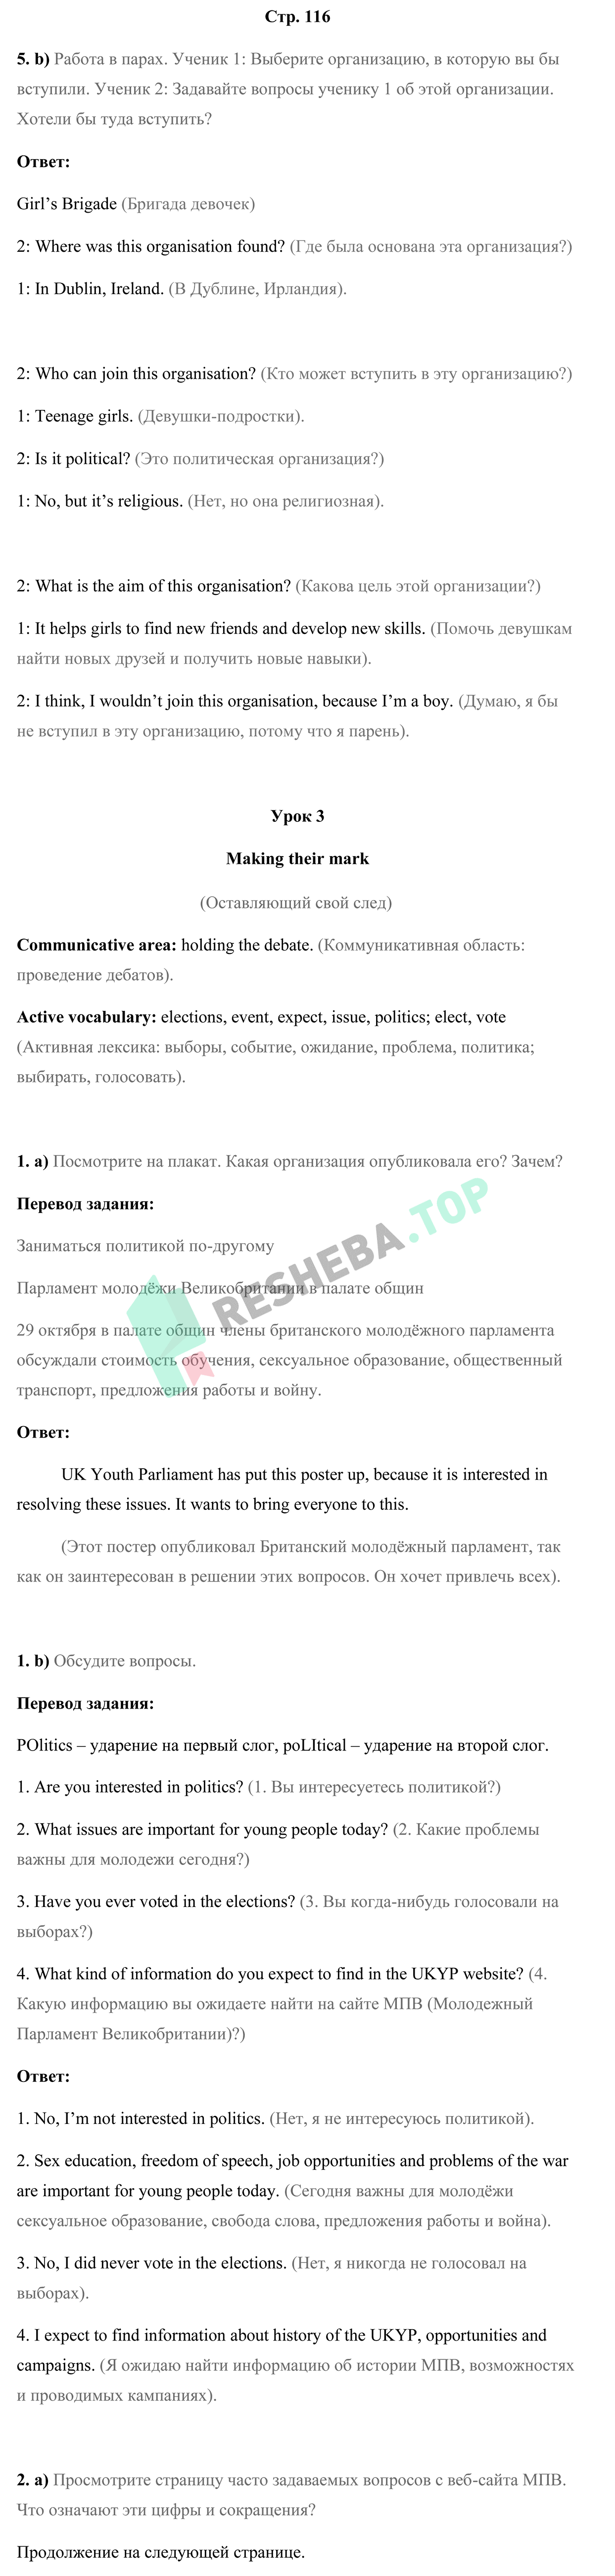 Стр. 116
5. b) Работа в парах. Ученик 1: Выберите организацию, в которую вы бы
вступили. Ученик 2: Задавайте вопросы ученику 1 об этой организации.
Хотели бы туда вступить?
Ответ:
Girl’s Brigade (Бригада девочек)
2: Where was this organisation found? (Где была основана эта организация?)
1: In Dublin, Ireland. (В Дублине, Ирландия).
2: Who can join this organisation? (Кто может вступить в эту организацию?)
1: Teenage girls. (Девушки-подростки).
2: Is it political? (Это политическая организация?)
1: No, but it’s religious. (Нет, но она религиозная).
2: What is the aim of this organisation? (Какова цель этой организации?)
1: It helps girls to find new friends and develop new skills. (Помочь девушкам
найти новых друзей и получить новые навыки).
2: I think, I wouldn’t join this organisation, because I’m a boy. (Думаю, я бы
не вступил в эту организацию, потому что я парень).
Урок 3
Making their mark
(Оставляющий свой след)
Communicative area: holding the debate. (Коммуникативная область:
проведение дебатов).
Active vocabulary: elections, event, expect, issue, politics; elect, vote
(Активная лексика: выборы, событие, ожидание, проблема, политика;
выбирать, голосовать).
1. a) Посмотрите на плакат. Какая организация опубликовала его? Зачем?
Перевод задания:
Заниматься политикой по-другому
Парламент молодёжи Великобритании в палате общин
29 октября в палате общин члены британского молодёжного парламента
обсуждали стоимость обучения, сексуальное образование, общественный
транспорт, предложения работы и войну.
RESHEBA.TOP
Ответ:
UK Youth Parliament has put this poster up, because it is interested in
resolving these issues. It wants to bring everyone to this.
(Этот постер опубликовал Британский молодёжный парламент, так
как он заинтересован в решении этих вопросов. Он хочет привлечь всех).
1. b) Обсудите вопросы.
Перевод задания:
POlitics – ударение на первый слог, poLItical – ударение на второй слог.
1. Are you interested in politics? (1. Вы интересуетесь политикой?)
2. What issues are important for young people today? (2. Какие проблемы
важны для молодежи сегодня?)
3. Have you ever voted in the elections? (3. Вы когда-нибудь голосовали на
выборах?)
4. What kind of information do you expect to find in the UKYP website? (4.
Какую информацию вы ожидаете найти на сайте МПВ (Молодежный
Парламент Великобритании)?)
Ответ:
1. No, I’m not interested in politics. (Нет, я не интересуюсь политикой).
2. Sex education, freedom of speech, job opportunities and problems of the war
are important for young people today. (Сегодня важны для молодёжи
сексуальное образование, свобода слова, предложения работы и война).
3. No, I did never vote in the elections. (Нет, я никогда не голосовал на
выборах).
4. I expect to find information about history of the UKYP, opportunities and
campaigns. (Я ожидаю найти информацию об истории МПВ, возможностях
и проводимых кампаниях).
2. a) Просмотрите страницу часто задаваемых вопросов с веб-сайта МПВ.
Что означают эти цифры и сокращения?
Продолжение на следующей странице.